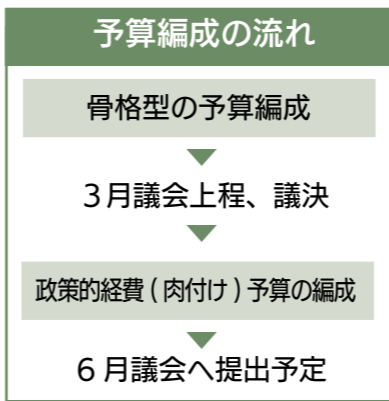 予算編成の流れ
骨格型の予算編成
３月議会上程、議決
政策的経費(肉付け)予算の編成
６月議会へ提出予定